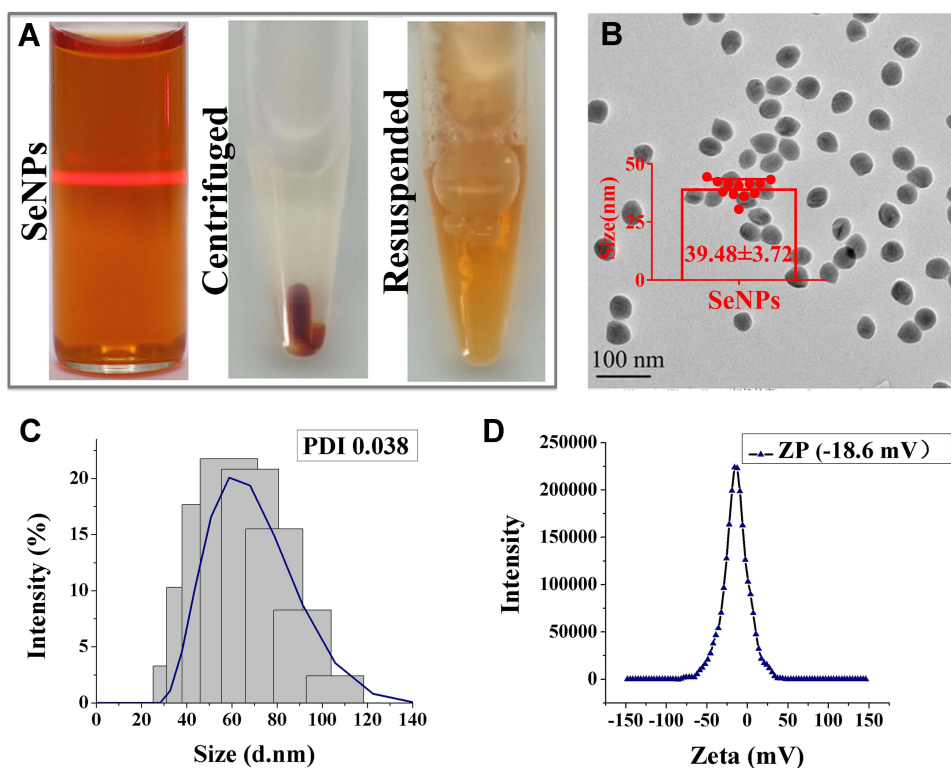 A
SeNPs
Centrifuged
Resuspended
B
50
25
0
Size(nm)
39.48±3.72
SeNPs
100 nm
C
PDI 0.038
20
15
10
5
0
Intensity (%)
0 20 40 60 80 100 120 140
Size (d.nm)
D
ZP (-18.6 mV）
250000
200000
150000
100000
50000
0
Intensity
-150 -100 -50 0 50 100 150
Zeta (mV)